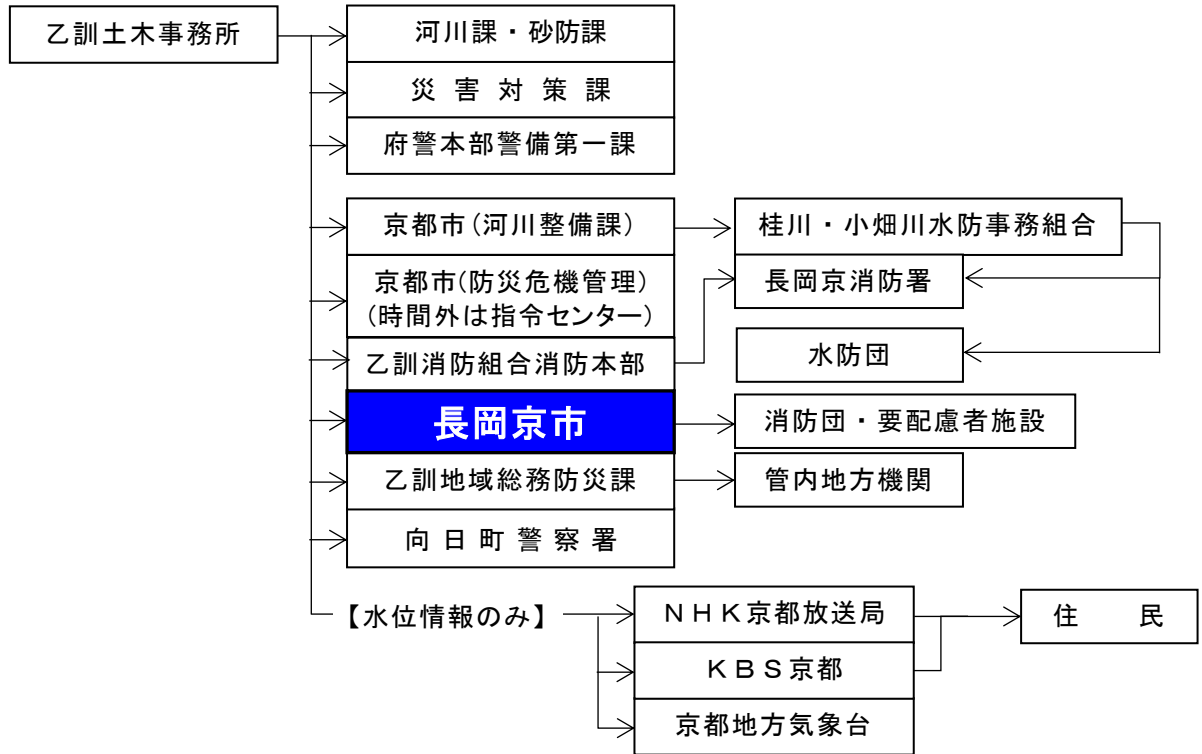 乙訓土木事務所
河川課・砂防課
災害対策課
府警本部警備第一課
京都市(河川整備課)
桂川・小畑川水防事務組合
京都市(防災危機管理)
(時間外は指令センター)
長岡京消防署
乙訓消防組合消防本部
水防団
長岡京市
消防団・要配慮者施設
乙訓地域総務防災課
管内地方機関
向日町警察署
【水位情報のみ】
NHK京都放送局
住 民
KBS京都
京都地方気象台